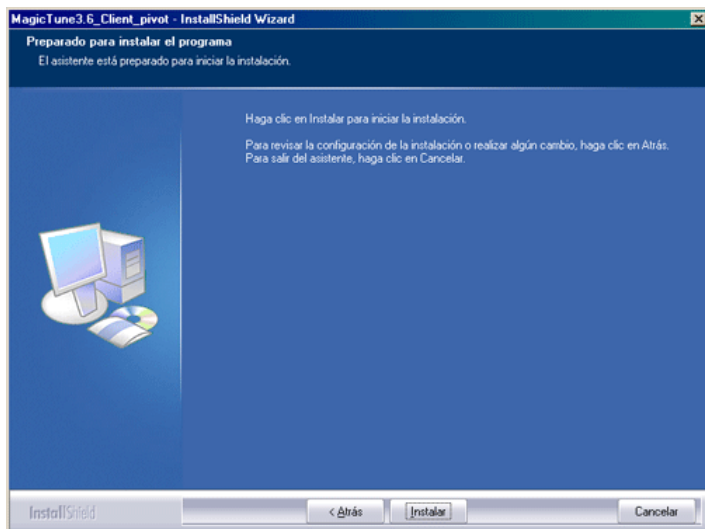 MagicTune3.6_Client_pivot - InstallShield Wizard
Preparado para instalar el programa
El asistente está preparado para iniciar la instalación.
Haga clic en Instalar para iniciar la instalación.
Para revisar la configuración de la instalación o realizar algún cambio, haga clic en Atrás.
Para salir del asistente, haga clic en Cancelar.
InstallShield
< Atrás
Instalar
Cancelar